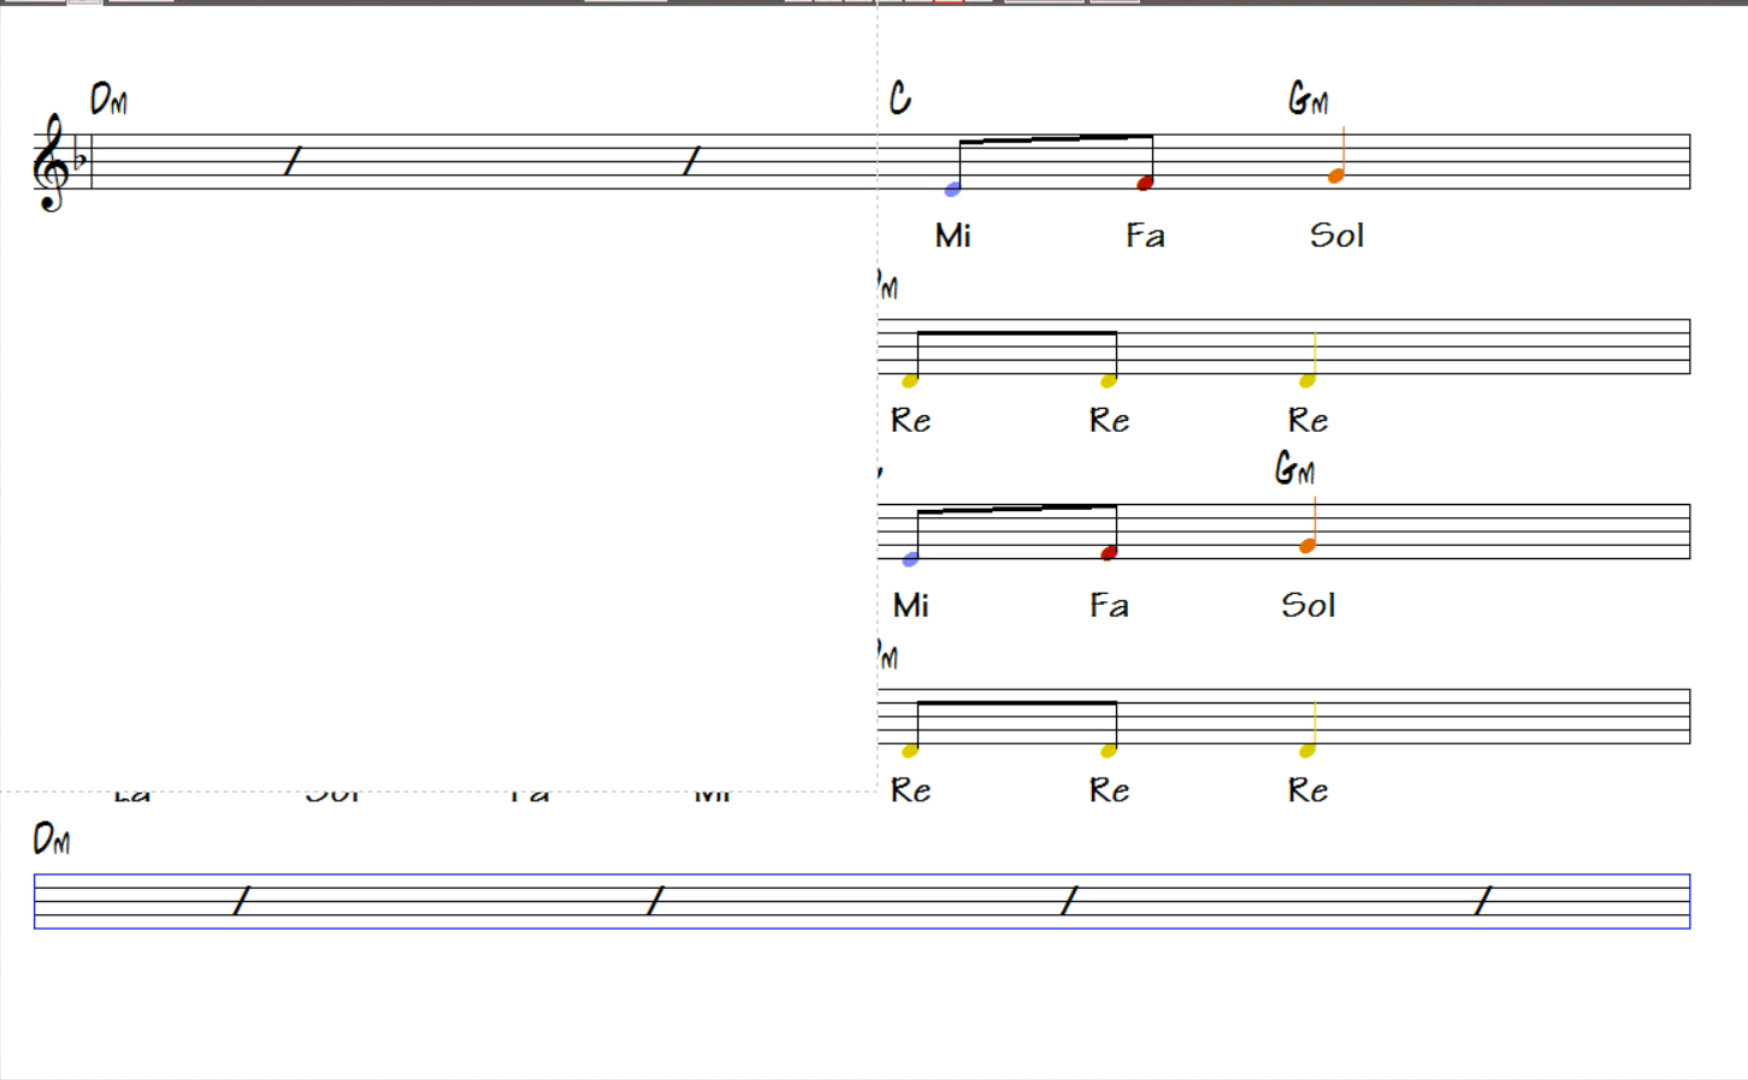 Dm C Gm
Mi Fa Sol
Re Re Re
Gm
Mi Fa Sol
Re Re Re
Dm